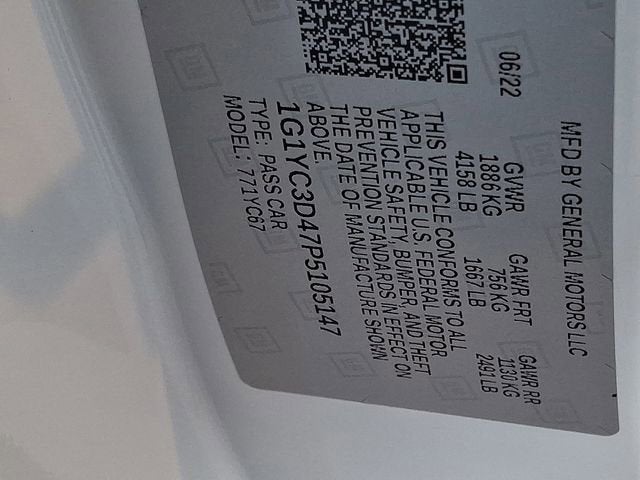 MFD BY GENERAL MOTORS LLC
06/22 GVWR GAWR FRT GAWR RR
1886 KG 756 KG 1130 KG
4158 LB 1667 LB 2491 LB
THIS VEHICLE CONFORMS TO ALL
APPLICABLE U.S. FEDERAL MOTOR
VEHICLE SAFETY, BUMPER, AND THEFT
PREVENTION STANDARDS IN EFFECT ON
THE DATE OF MANUFACTURE SHOWN
ABOVE.
1G1YC3D47P5105147
TYPE: PASS CAR
MODEL: 771YC67